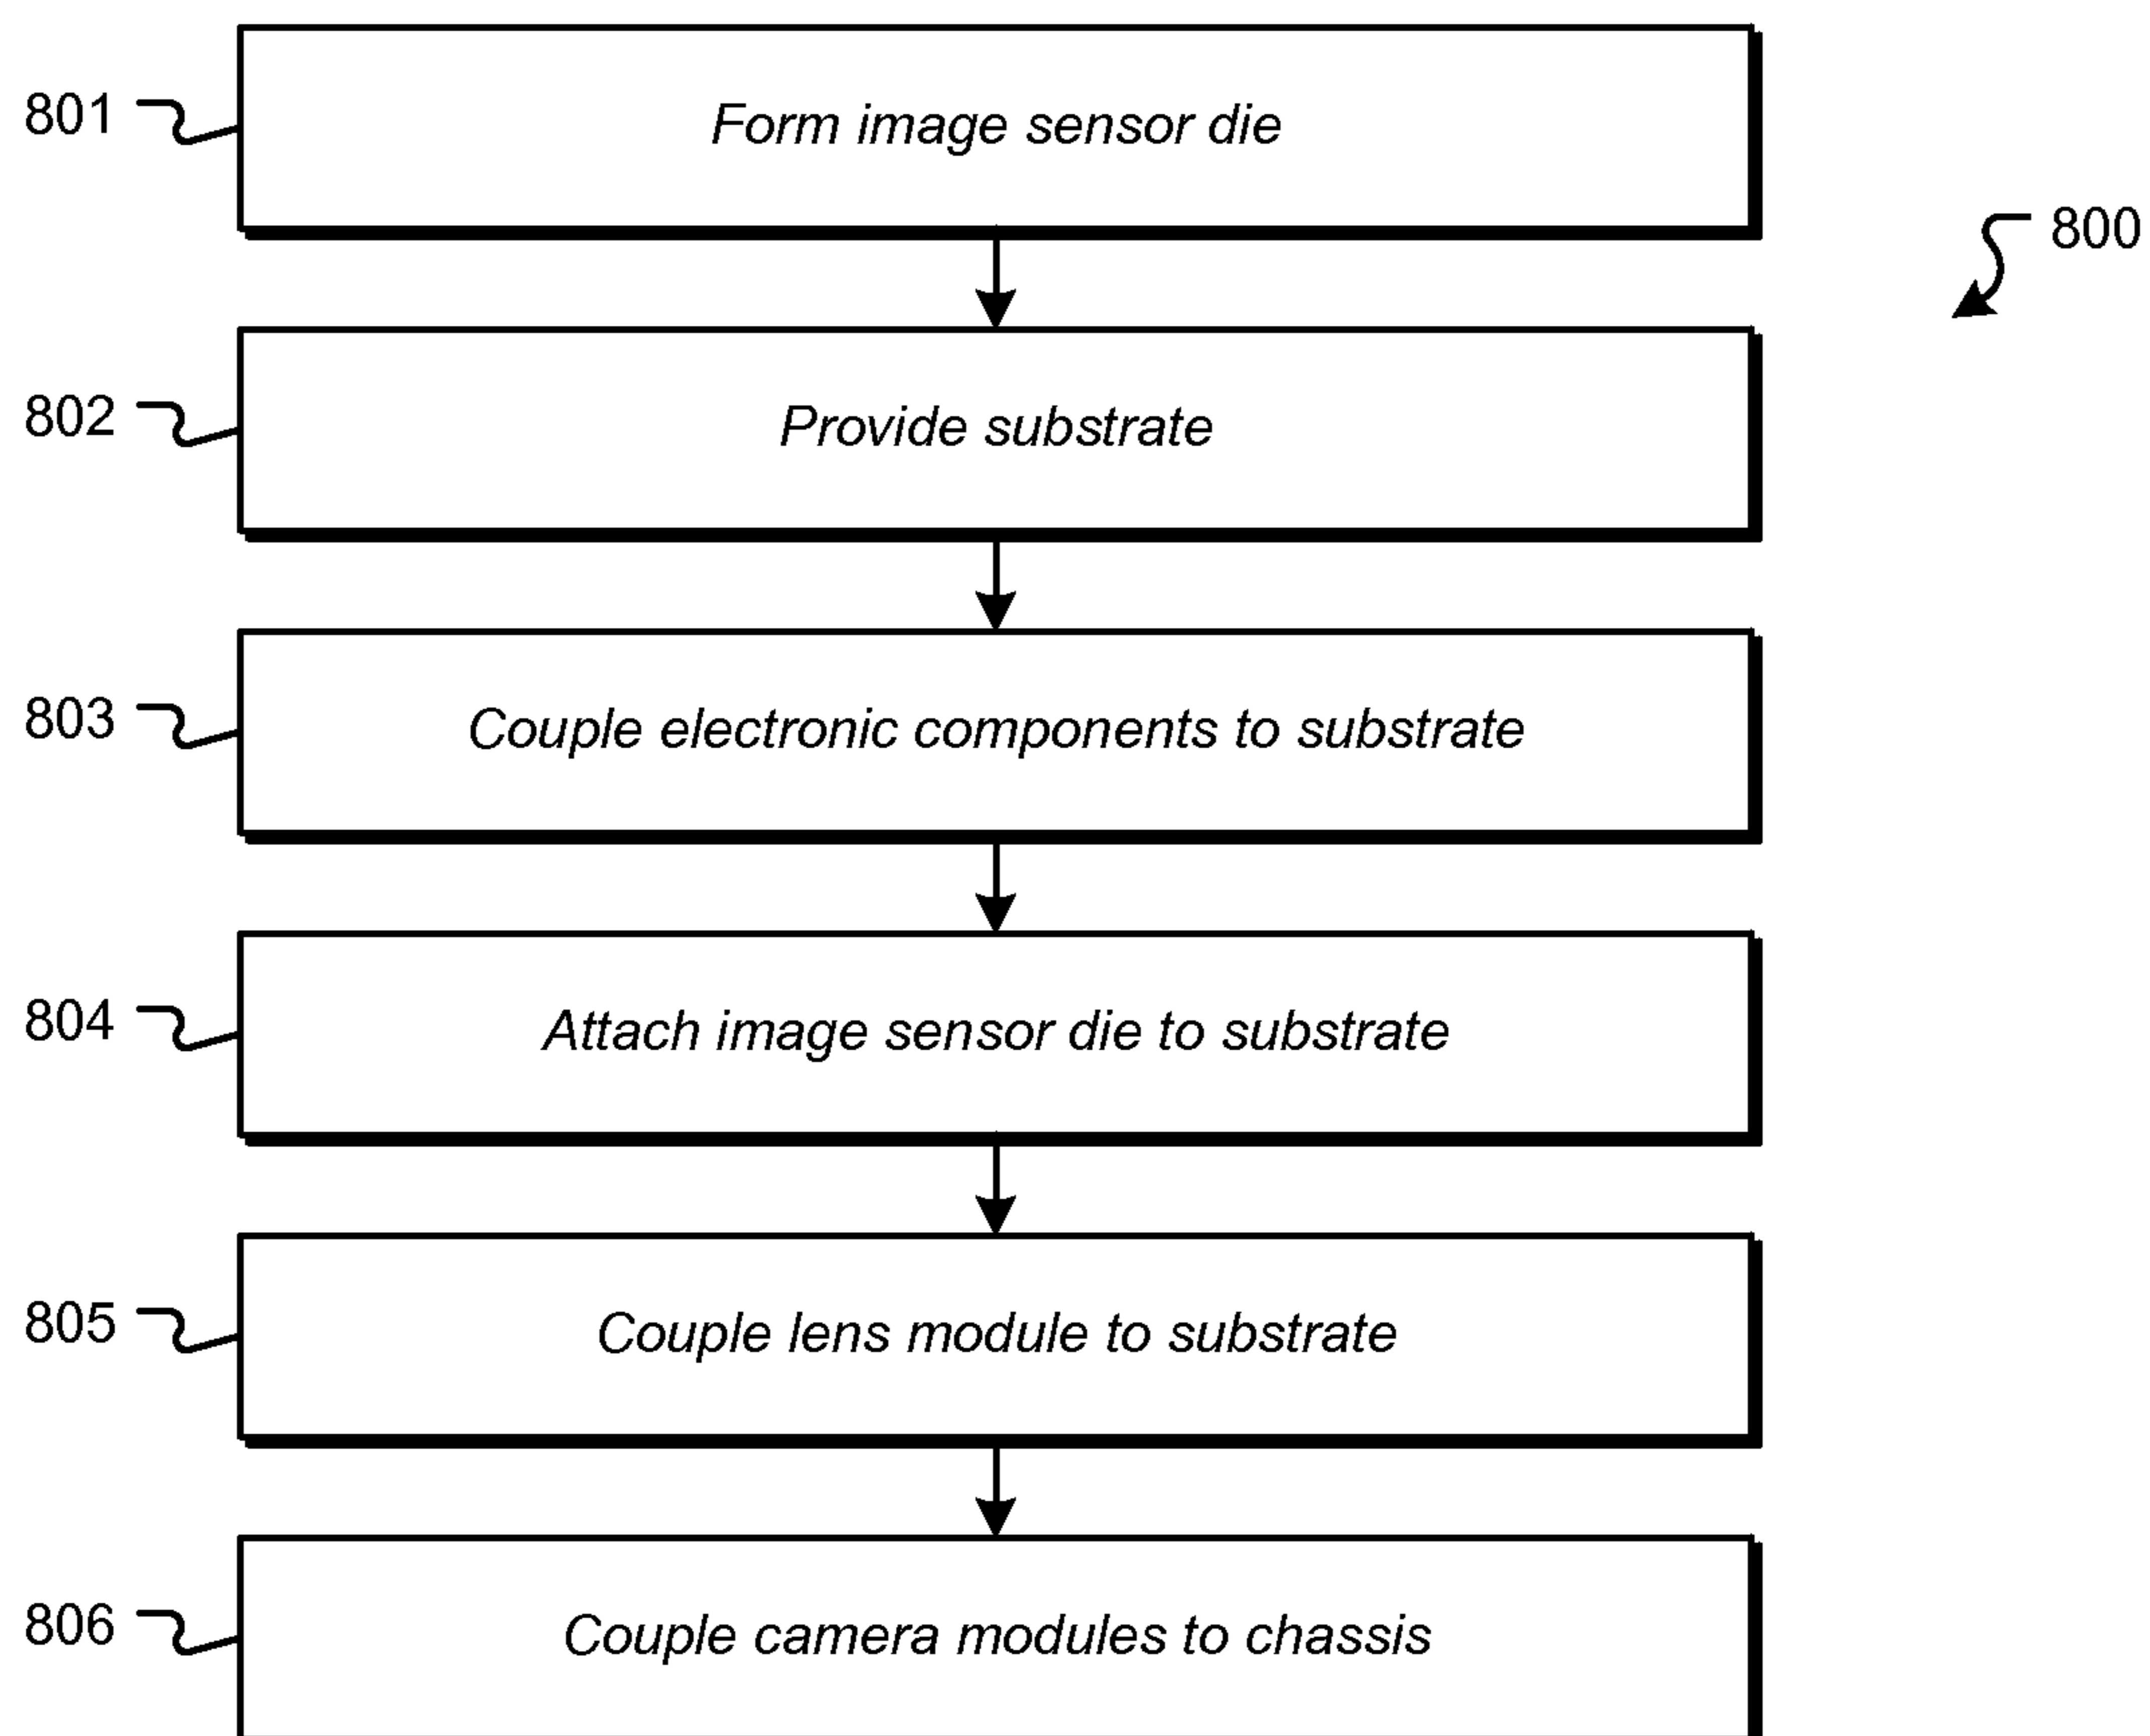 801
Form image sensor die
800
802
Provide substrate
803
Couple electronic components to substrate
804
Attach image sensor die to substrate
805
Couple lens module to substrate
806
Couple camera modules to chassis